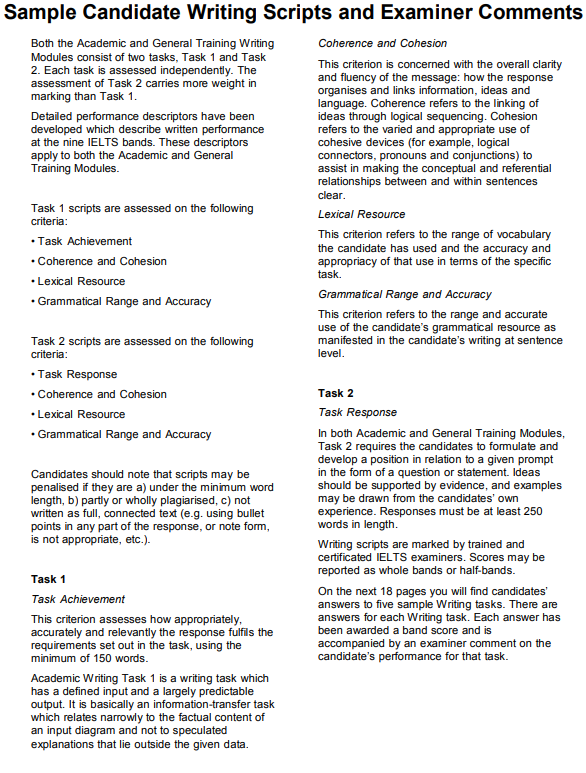 Sample Candidate Writing Scripts and Examiner Comments
Both the Academic and General Training Writing
Modules consist of two tasks, Task 1 and Task
2. Each task is assessed independently. The
assessment of Task 2 carries more weight in
marking than Task 1.
Detailed performance descriptors have been
developed which describe written performance
at the nine IELTS bands. These descriptors
apply to both the Academic and General
Training Modules.
Task 1 scripts are assessed on the following
criteria:
• Task Achievement
• Coherence and Cohesion
• Lexical Resource
• Grammatical Range and Accuracy
Task 2 scripts are assessed on the following
criteria:
• Task Response
• Coherence and Cohesion
• Lexical Resource
• Grammatical Range and Accuracy
Candidates should note that scripts may be
penalised if they are a) under the minimum word
length, b) partly or wholly plagiarised, c) not
written as full, connected text (e.g. using bullet
points in any part of the response, or note form,
is not appropriate, etc.).
Task 1
Task Achievement
This criterion assesses how appropriately,
accurately and relevantly the response fulfils the
requirements set out in the task, using the
minimum of 150 words.
Academic Writing Task 1 is a writing task which
has a defined input and a largely predictable
output. It is basically an information-transfer task
which relates narrowly to the factual content of
an input diagram and not to speculated
explanations that lie outside the given data.
Coherence and Cohesion
This criterion is concerned with the overall clarity
and fluency of the message: how the response
organises and links information, ideas and
language. Coherence refers to the linking of
ideas through logical sequencing. Cohesion
refers to the varied and appropriate use of
cohesive devices (for example, logical
connectors, pronouns and conjunctions) to
assist in making the conceptual and referential
relationships between and within sentences
clear.
Lexical Resource
This criterion refers to the range of vocabulary
the candidate has used and the accuracy and
appropriacy of that use in terms of the specific
task.
Grammatical Range and Accuracy
This criterion refers to the range and accurate
use of the candidate's grammatical resource as
manifested in the candidate's writing at sentence
level.
Task 2
Task Response
In both Academic and General Training Modules,
Task 2 requires the candidates to formulate and
develop a position in relation to a given prompt
in the form of a question or statement. Ideas
should be supported by evidence, and examples
may be drawn from the candidates' own
experience. Responses must be at least 250
words in length.
Writing scripts are marked by trained and
certificated IELTS examiners. Scores may be
reported as whole bands or half-bands.
On the next 18 pages you will find candidates'
answers to five sample Writing tasks. There are
answers for each Writing task. Each answer has
been awarded a band score and is
accompanied by an examiner comment on the
candidate's performance for that task.